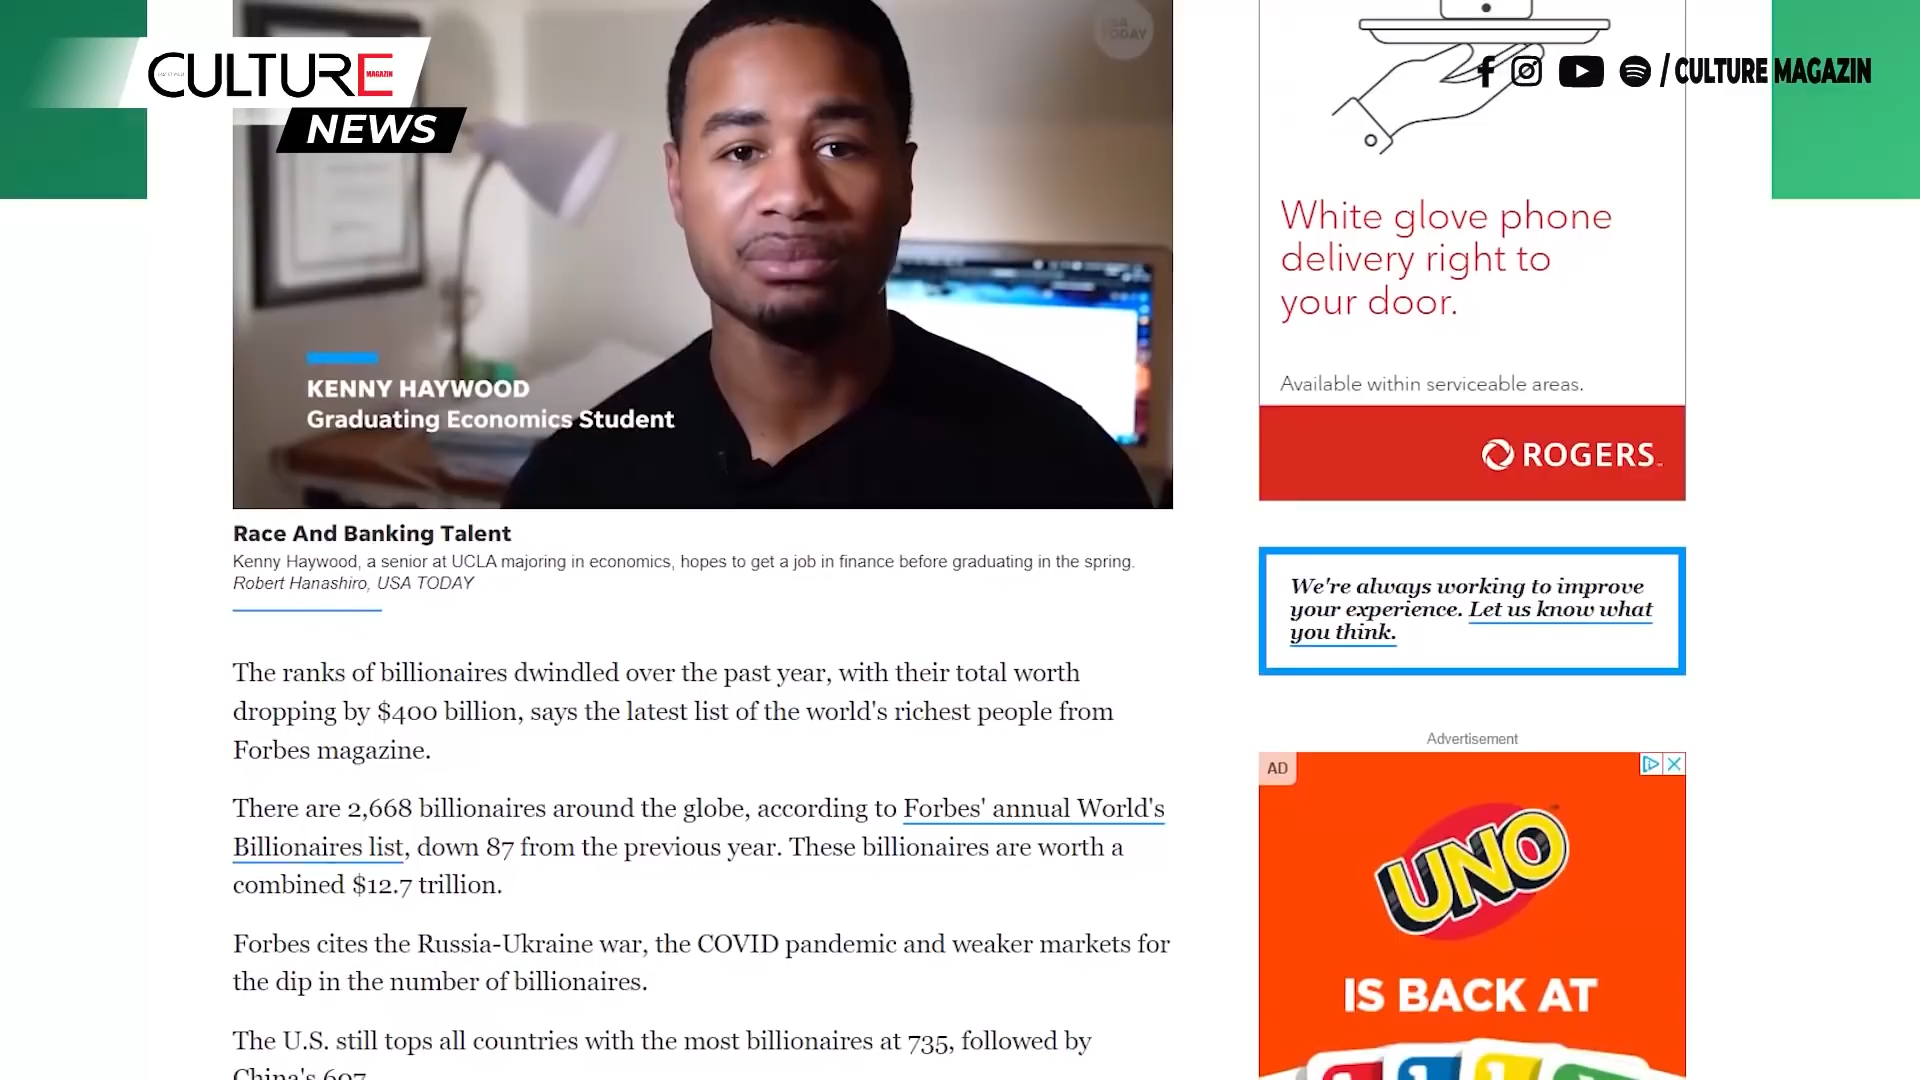 CULTURE
MAGAZIN
NEWS
USA
TODAY
/ CULTURE MAGAZIN
KENNY HAYWOOD
Graduating Economics Student
Race And Banking Talent
Kenny Haywood, a senior at UCLA majoring in economics, hopes to get a job in finance before graduating in the spring.
Robert Hanashiro, USA TODAY
The ranks of billionaires dwindled over the past year, with their total worth
dropping by $400 billion, says the latest list of the world's richest people from
Forbes magazine.
There are 2,668 billionaires around the globe, according to Forbes' annual World's
Billionaires list, down 87 from the previous year. These billionaires are worth a
combined $12.7 trillion.
Forbes cites the Russia-Ukraine war, the COVID pandemic and weaker markets for
the dip in the number of billionaires.
The U.S. still tops all countries with the most billionaires at 735, followed by
China's 607
White glove phone
delivery right to
your door.
Available within serviceable areas.
ROGERS
We're always working to improve
your experience. Let us know what
you think.
Advertisement
AD
UNO
IS BACK AT